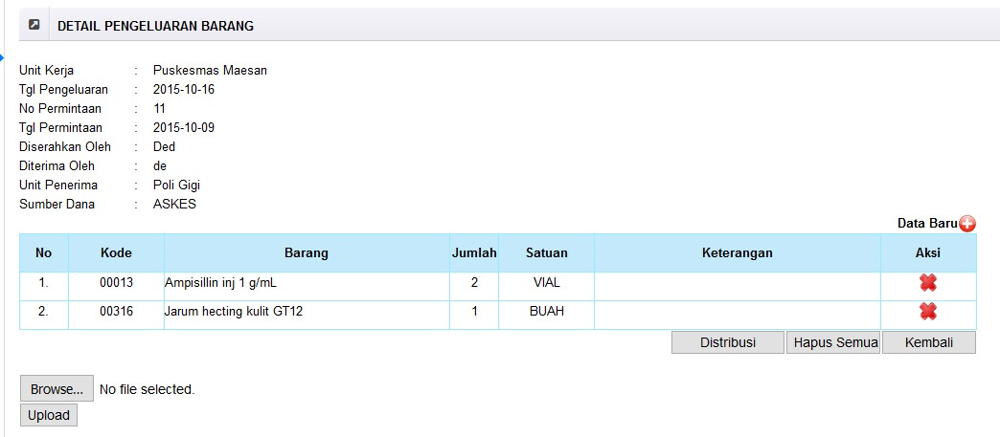 DETAIL PENGELUARAN BARANG
Unit Kerja : Puskesmas Maesan
Tgl Pengeluaran : 2015-10-16
No Permintaan : 11
Tgl Permintaan : 2015-10-09
Diserahkan Oleh : Ded
Diterima Oleh : de
Unit Penerima : Poli Gigi
Sumber Dana : ASKES
Data Baru
No Kode Barang Jumlah Satuan Keterangan Aksi
1. 00013 Ampisillin inj 1 g/mL 2 VIAL
2. 00316 Jarum hecting kulit GT12 1 BUAH
Distribusi Hapus Semua Kembali
Browse... No file selected.
Upload